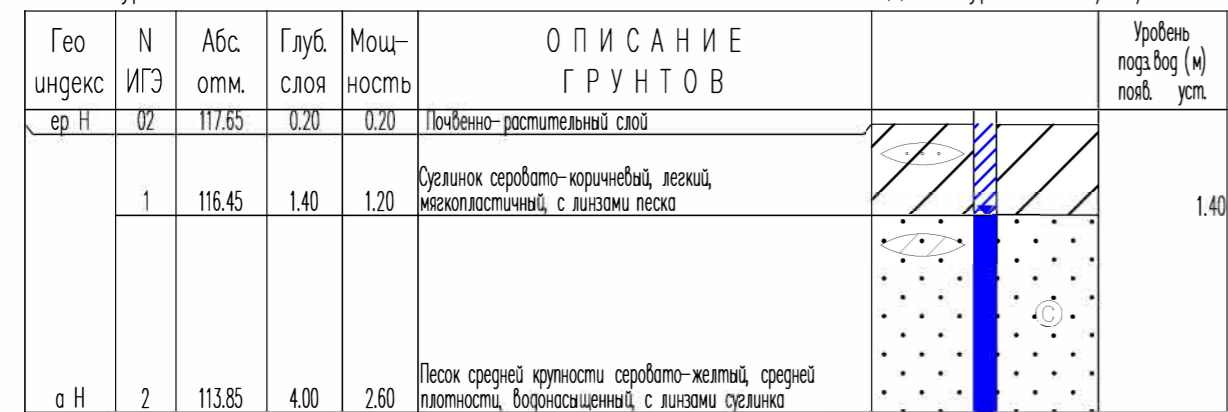 Гео индекс N ИГЭ Абс. отм. Глуб. слоя Мощ-ность ОПИСАНИЕ ГРУНТОВ Уровень подз.вод (м) появ. уст.
ер Н 02 117.65 0.20 0.20 Почвенно-растительный слой
Суглинок серовато-коричневый, легкий,
1 116.45 1.40 1.20 мягкопластичный, с линзами песка 1.40
С
Песок средней крупности серовато-желтый, средней
а Н 2 113.85 4.00 2.60 плотности, водонасыщенный, с линзами суглинка